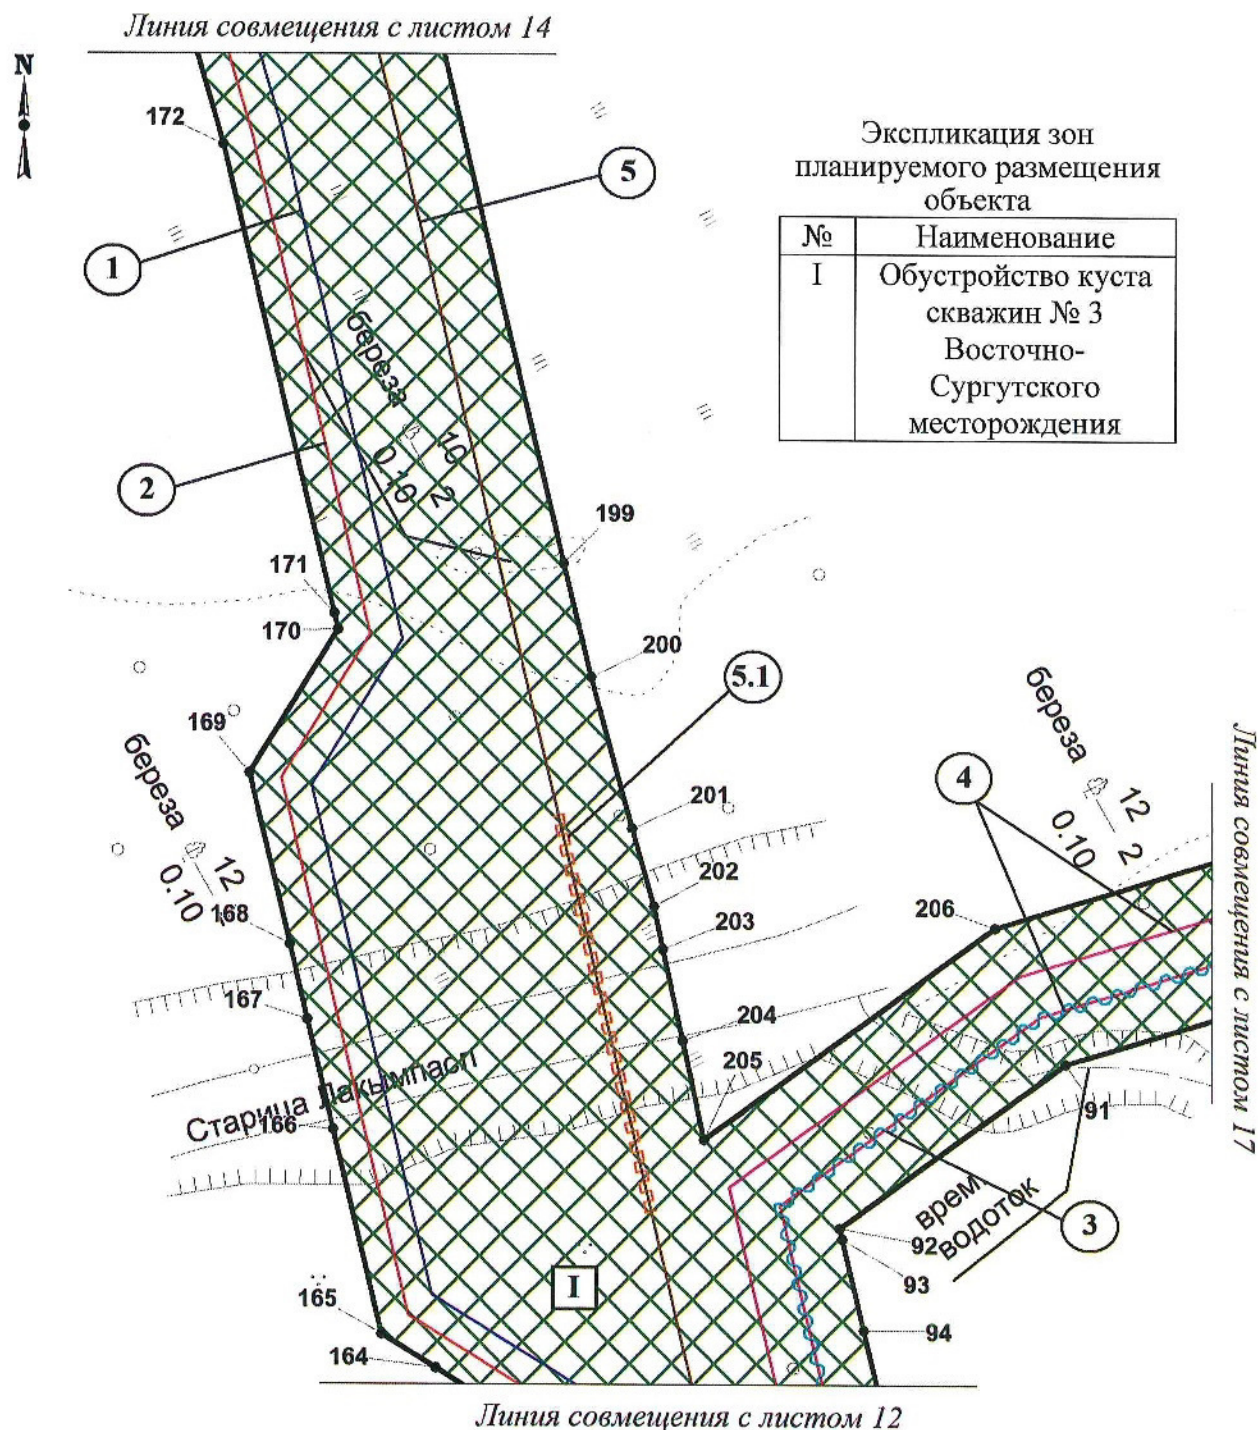 Линия совмещения с листом 14
N
172
5
Экспликация зон
планируемого размещения
объекта
№ Наименование
I Обустройство куста
скважин № 3
Восточно-
Сургутского
месторождения
1
береза
10
0.10
2
2
199
171
170
200
5.1
169
береза
12
0.10
береза
12
0.10
2
4
Линия совмещения с листом 17
201
202
206
168
203
167
204
Старица Лакымпасл
205
166
91
врем.
водоток
3
92
93
I
165
94
164
Линия совмещения с листом 12